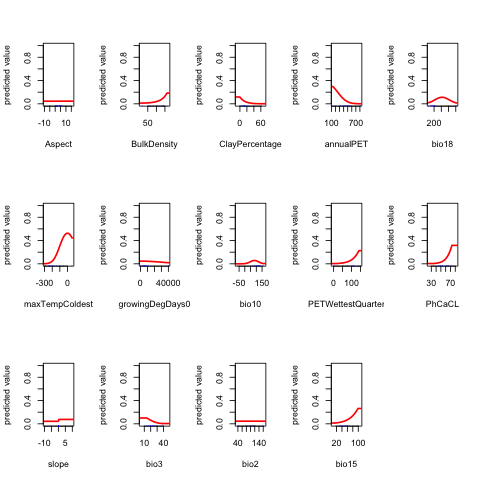 predicted value predicted value predicted value predicted value predicted value
0.0 0.4 0.8 0.0 0.4 0.8 0.0 0.4 0.8 0.0 0.4 0.8 0.0 0.4 0.8
-10 10 50 0 60 100 700 200
Aspect BulkDensity ClayPercentage annualPET bio18
predicted value predicted value predicted value predicted value predicted value
0.0 0.4 0.8 0.0 0.4 0.8 0.0 0.4 0.8 0.0 0.4 0.8 0.0 0.4 0.8
-300 0 0 40000 -50 150 0 100 30 70
maxTempColdest growingDegDays0 bio10 PETWettestQuarter PhCaCL
predicted value predicted value predicted value predicted value
0.0 0.4 0.8 0.0 0.4 0.8 0.0 0.4 0.8 0.0 0.4 0.8
-10 5 10 40 40 140 20 100
slope bio3 bio2 bio15